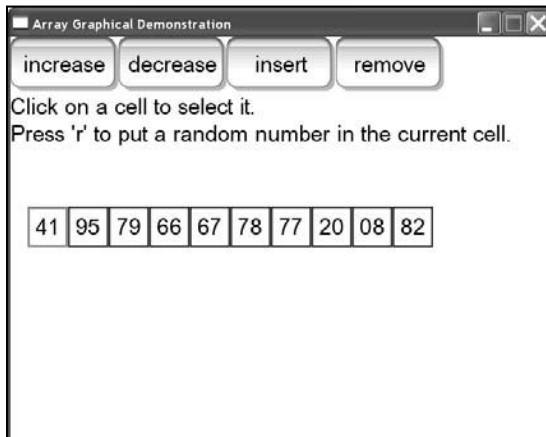 Array Graphical Demonstration
increase decrease insert remove
Click on a cell to select it.
Press 'r' to put a random number in the current cell.
41 95 79 66 67 78 77 20 08 82